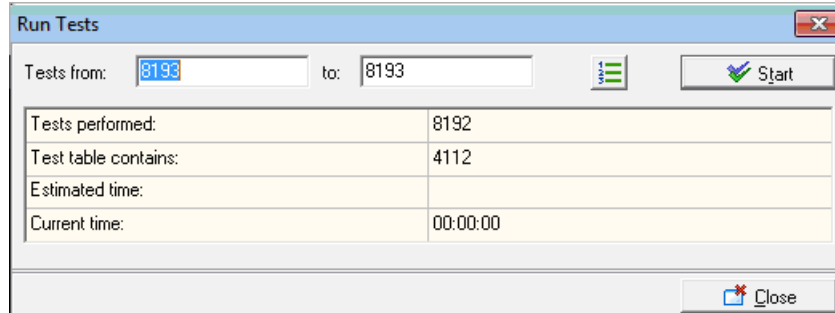 Run Tests
Tests from: 8193 to: 8193 Start
Tests performed: 8192
Test table contains: 4112
Estimated time:
Current time: 00:00:00
Close